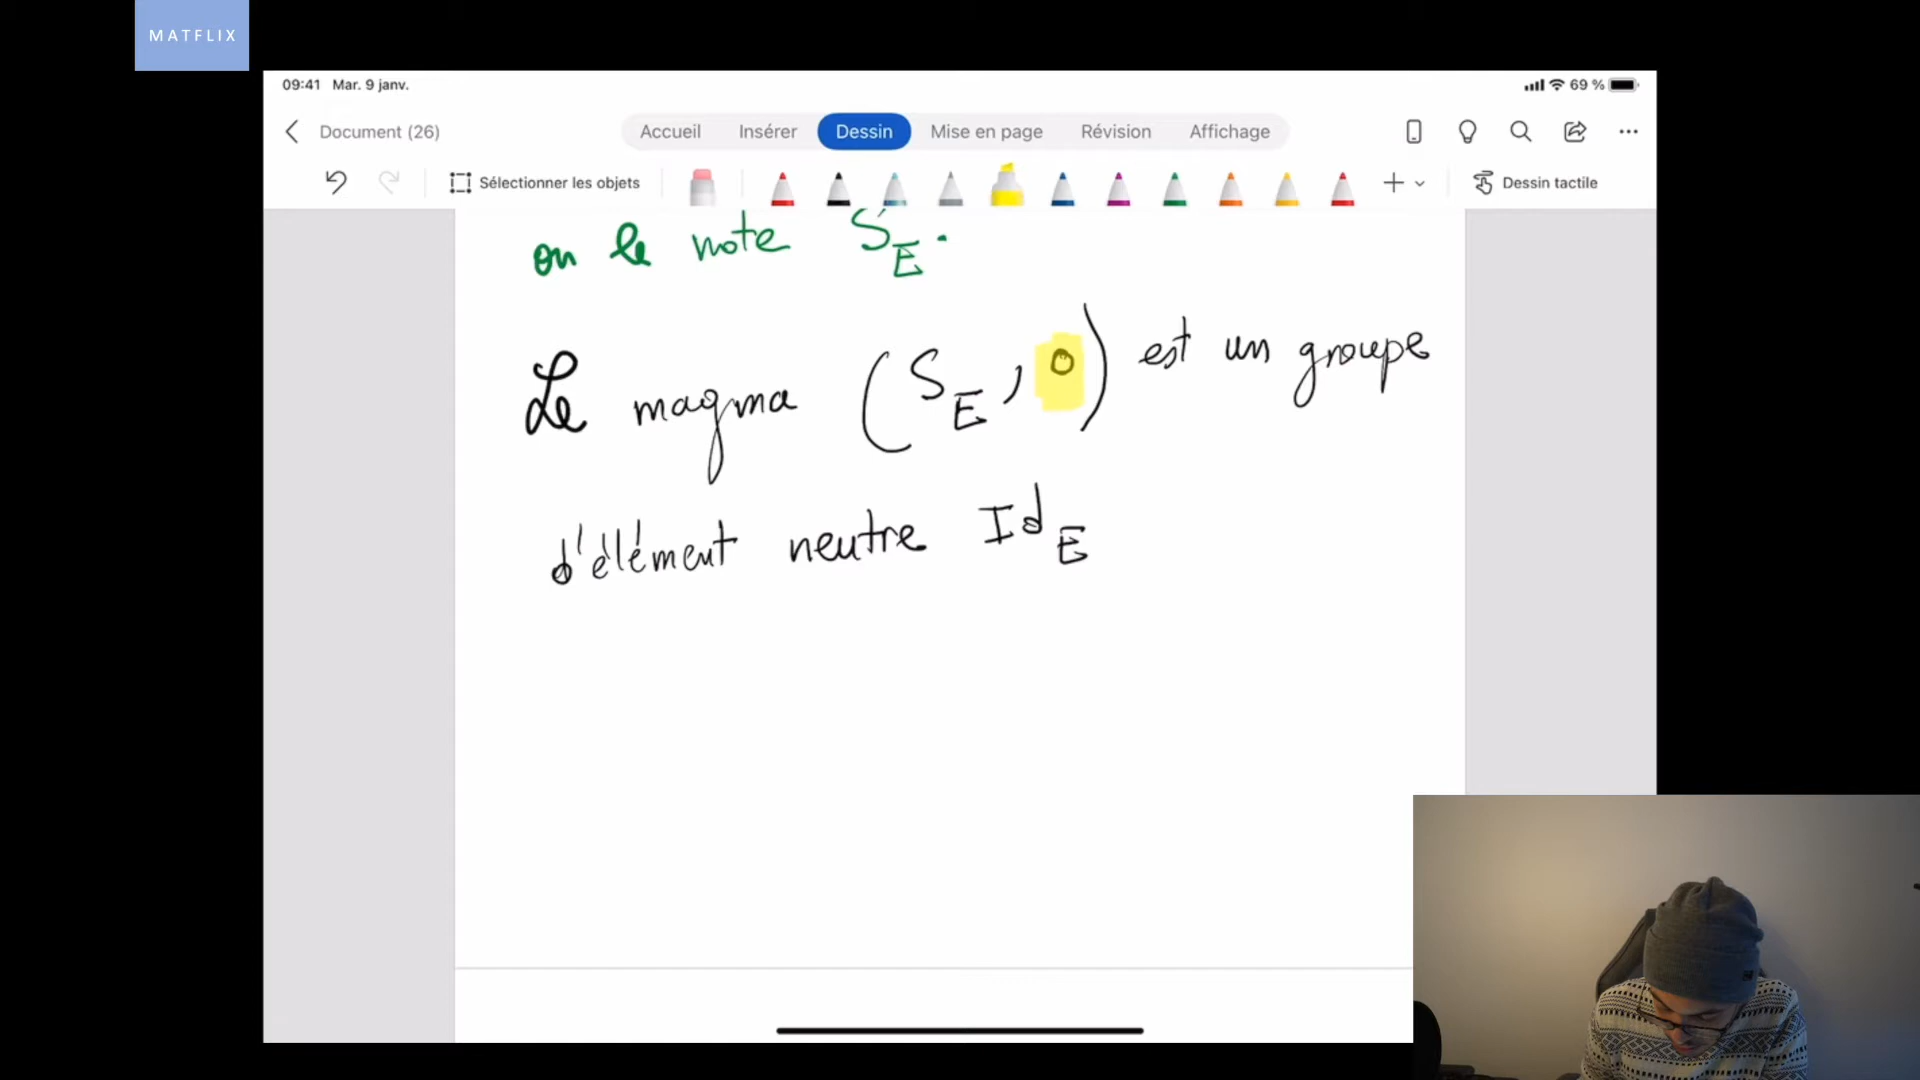 MATFLIX
09:41 Mar. 9 janv.
69 %
Document (26)
Accueil Insérer Dessin Mise en page Révision Affichage
Sélectionner les objets
Dessin tactile
on le note S_E.
Le magma (S_E, o) est un groupe
d'élément neutre Id_E